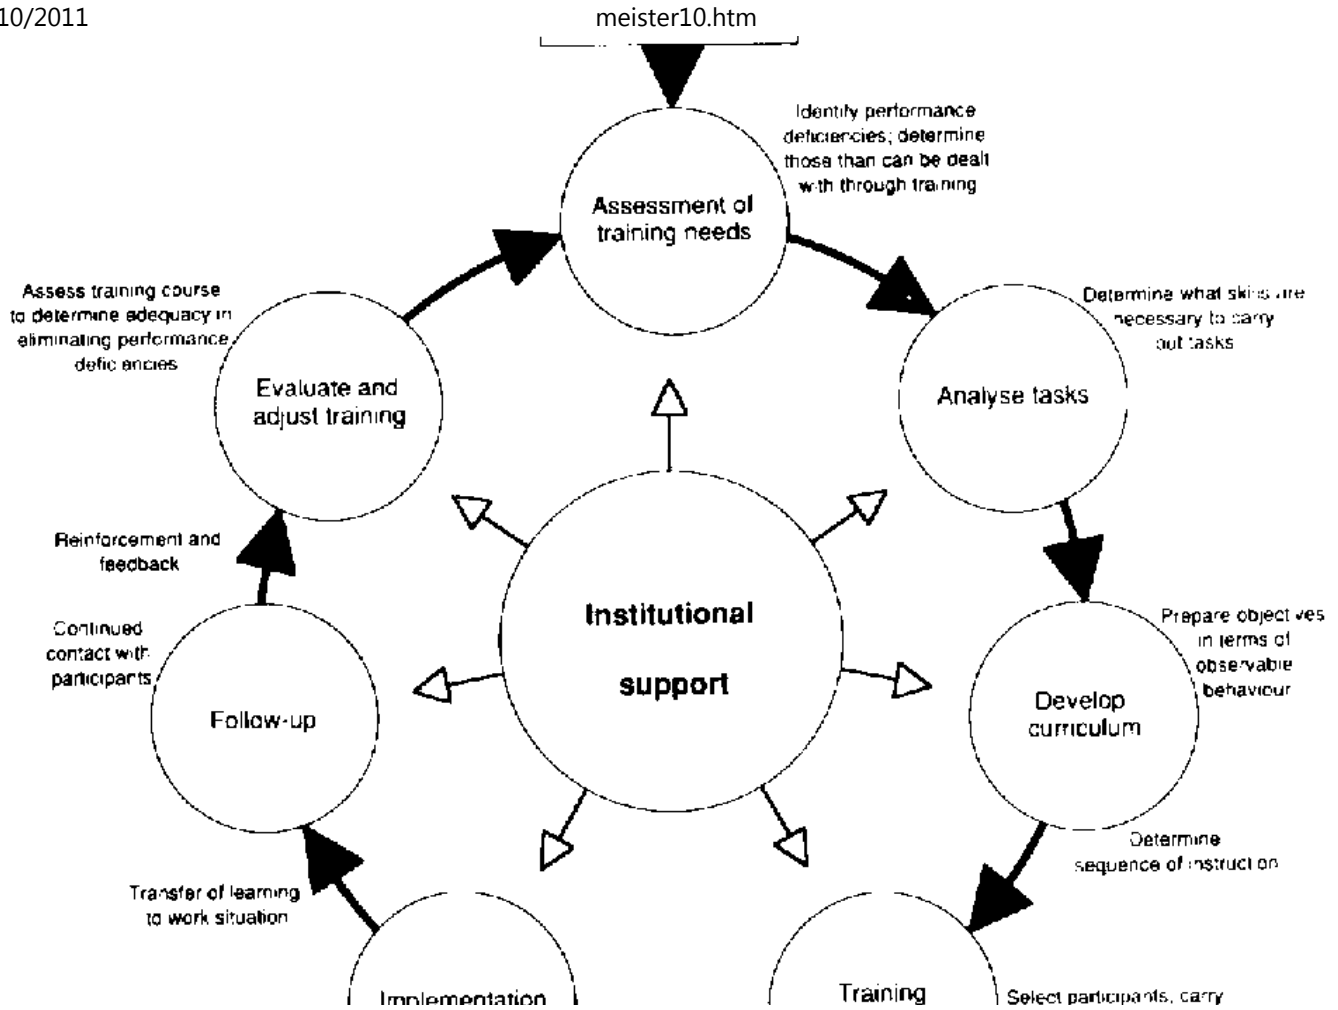 10/2011
meister10.htm
Identify performance
deficiencies; determine
those than can be dealt
with through training
Assessment of
training needs
Determine what skills are
necessary to carry
out tasks
Analyse tasks
Prepare objectives
in terms of
observable
behaviour
Develop
curriculum
Determine
sequence of instruction
Training
Select participants, carry
Implementation
Transfer of learning
to work situation
Follow-up
Continued
contact with
participants
Reinforcement and
feedback
Evaluate and
adjust training
Assess training course
to determine adequacy in
eliminating performance
deficiencies
Institutional
support